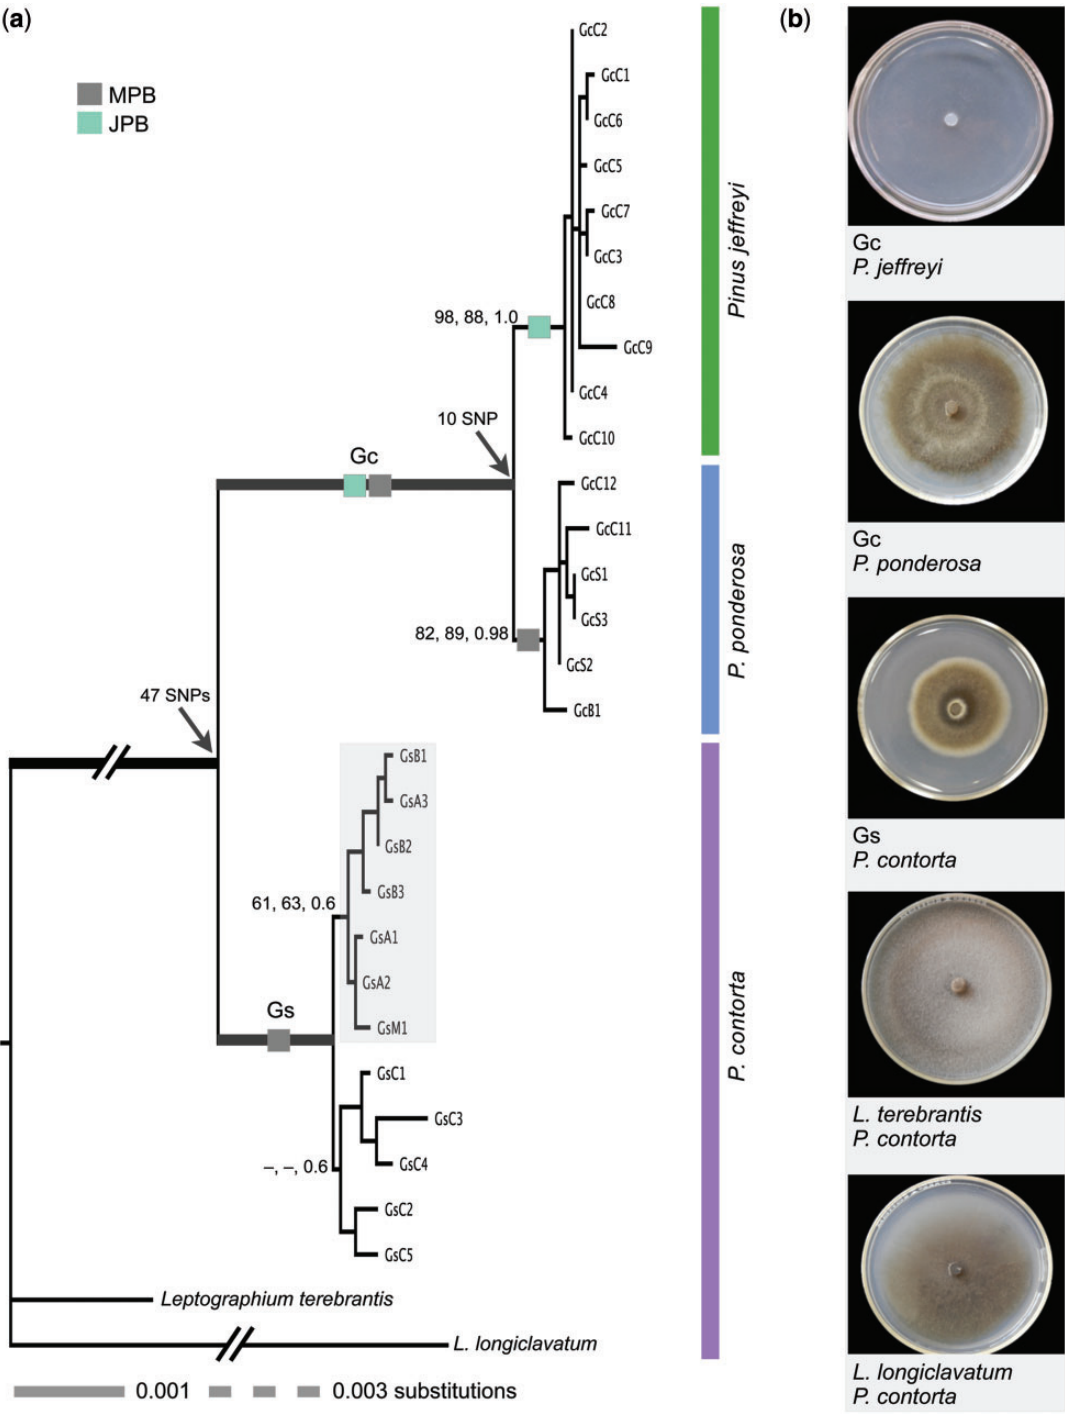 (a)
MPB
JPB
GcC2
GcC1
GcC6
GcC5
GcC7
GcC3
GcC8
98, 88, 1.0
GcC9
GcC4
10 SNP
GcC10
Gc
GcC12
GcC11
GcS1
GcS3
82, 89, 0.98
GcS2
GcB1
47 SNPs
GsB1
GsA3
GsB2
GsB3
61, 63, 0.6
GsA1
GsA2
Gs
GsM1
GsC1
GsC3
–, –, 0.6
GsC4
GsC2
GsC5
Leptographium terebrantis
L. longiclavatum
0.001
0.003 substitutions
Pinus jeffreyi
P. ponderosa
P. contorta
(b)
Gc
P. jeffreyi
Gc
P. ponderosa
Gs
P. contorta
L. terebrantis
P. contorta
L. longiclavatum
P. contorta